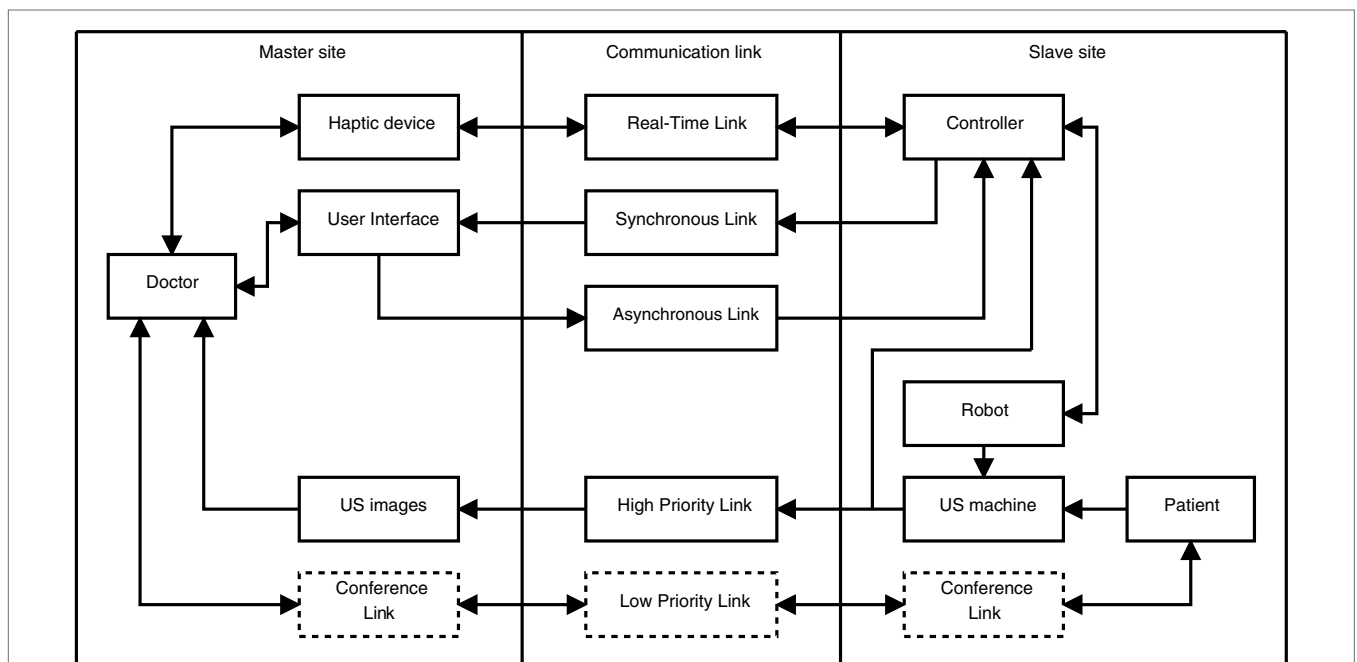 Master site
Communication link
Slave site
Haptic device
Real-Time Link
Controller
User Interface
Synchronous Link
Doctor
Asynchronous Link
Robot
US images
High Priority Link
US machine
Patient
Conference
Link
Low Priority Link
Conference
Link